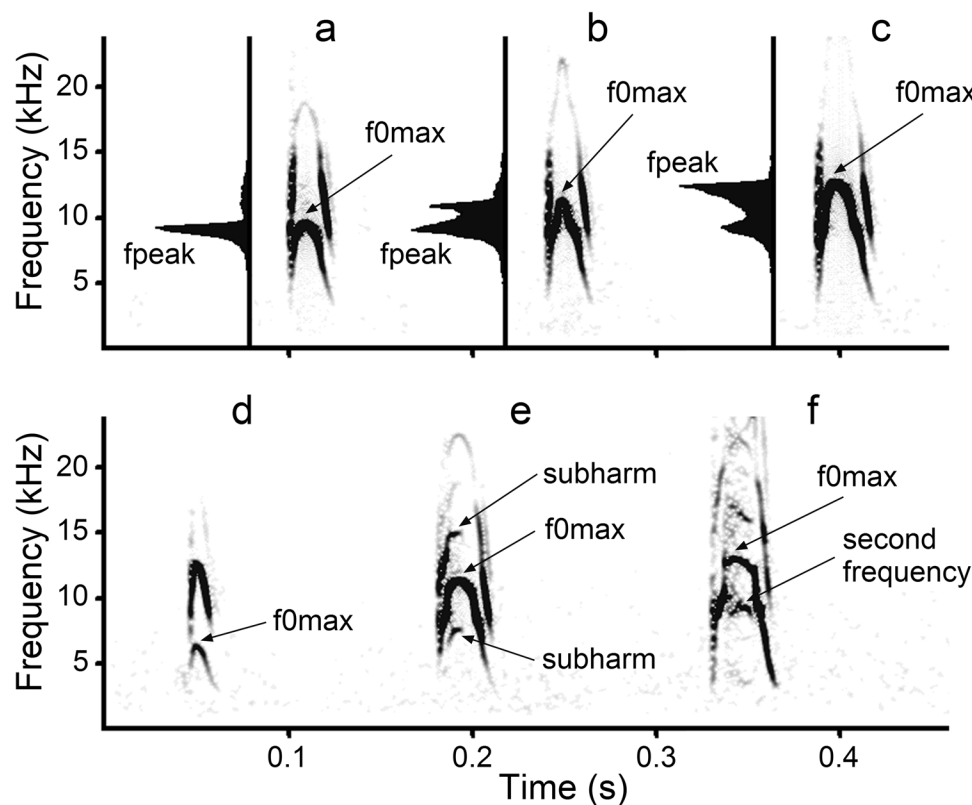 a
b
c
Frequency (kHz)
20
15
10
5
f0max
f0max
f0max
fpeak
fpeak
fpeak
d
e
f
Frequency (kHz)
20
15
10
5
f0max
subharm
f0max
subharm
f0max
second
frequency
0.1
0.2
0.3
0.4
Time (s)